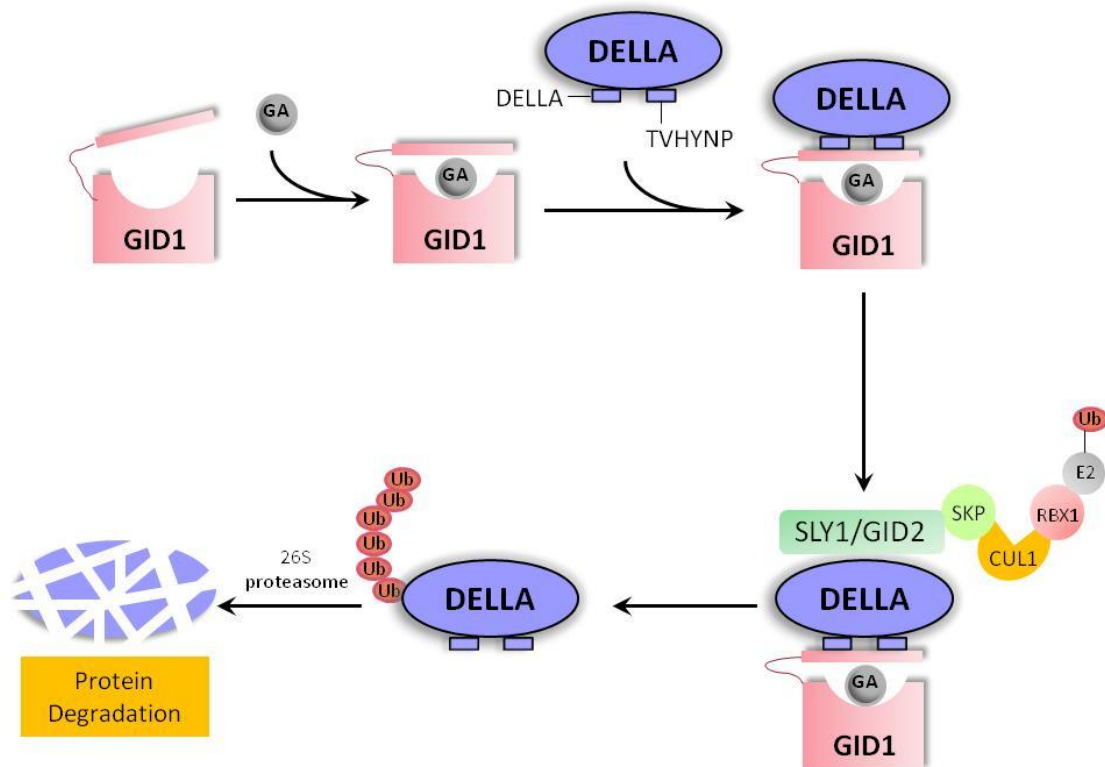 DELLA
DELLA
TVHYNP
GA
GID1
GA
GID1
DELLA
GA
GID1
Ub
E2
RBX1
SKP
CUL1
SLY1/GID2
DELLA
GA
GID1
Ub
Ub
Ub
Ub
Ub
Ub
DELLA
26S
proteasome
Protein
Degradation